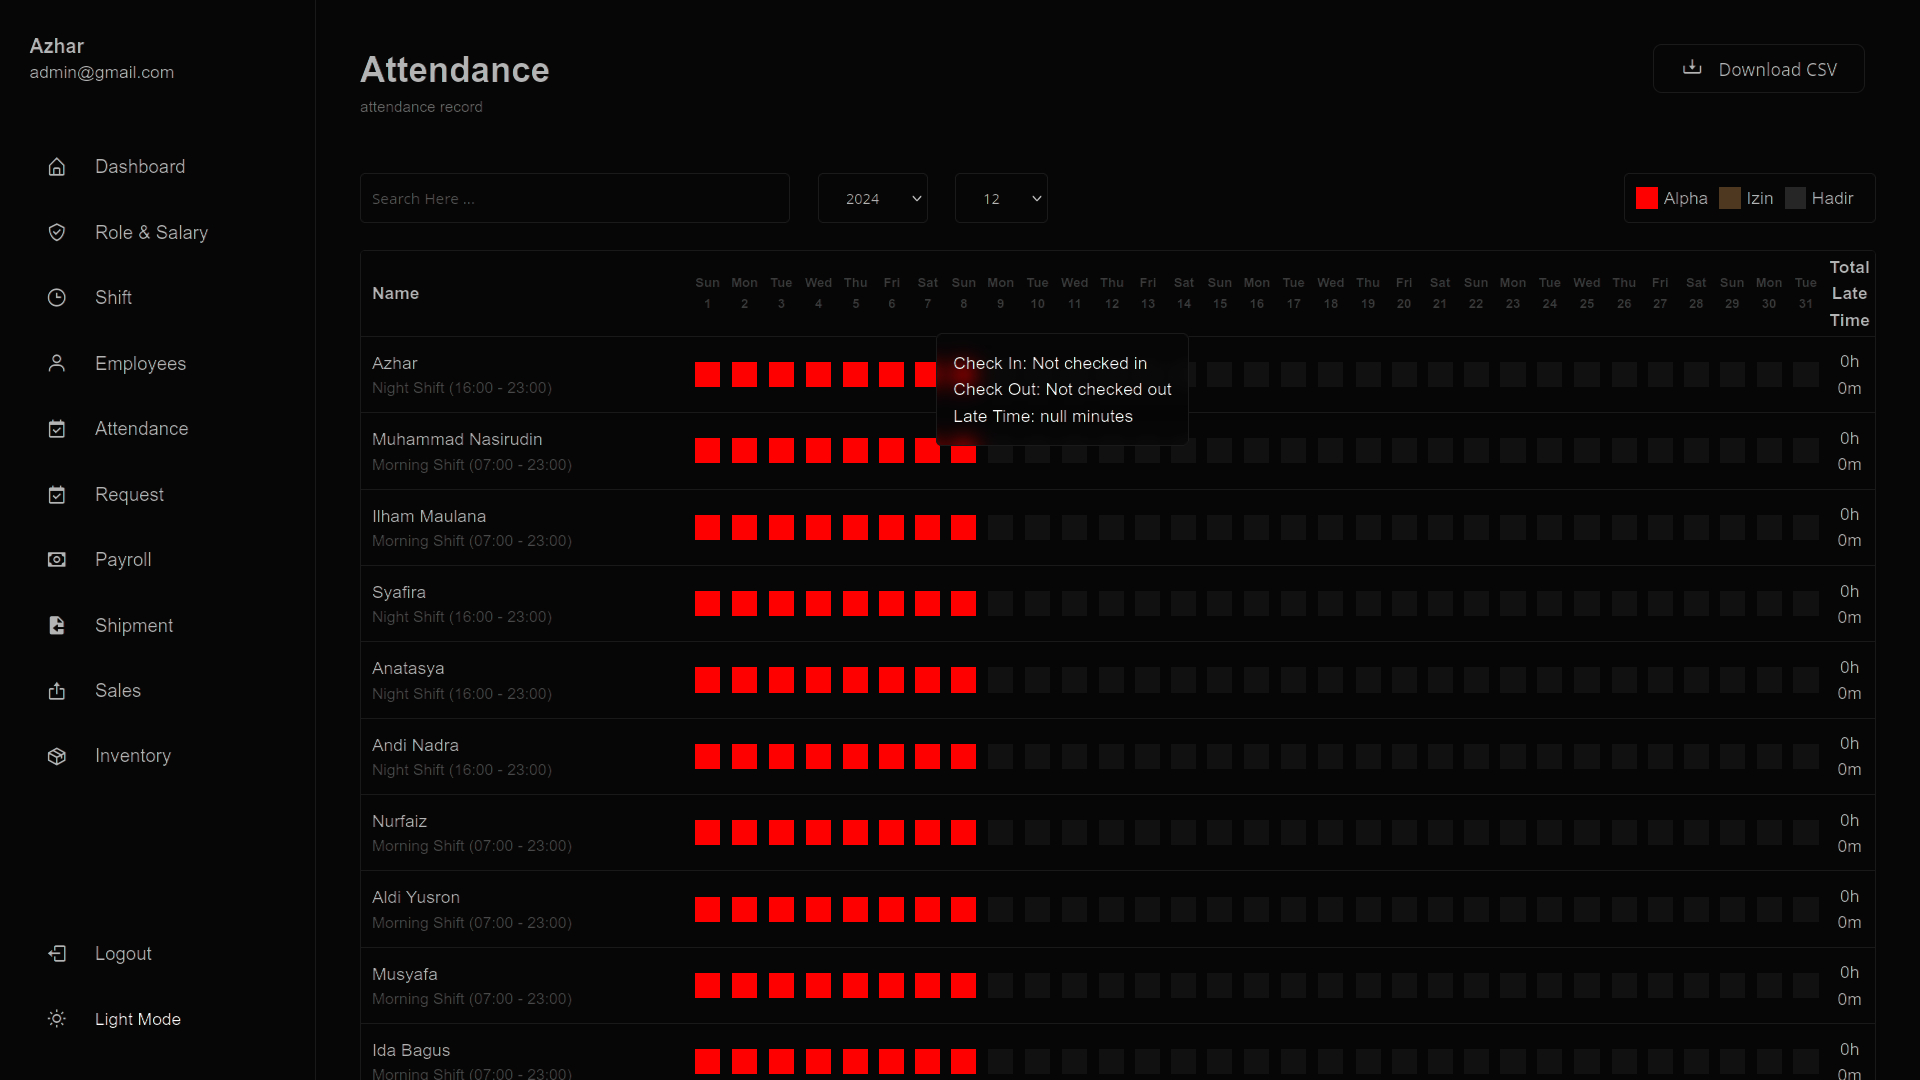 Azhar
admin@gmail.com
Dashboard
Role & Salary
Shift
Employees
Attendance
Request
Payroll
Shipment
Sales
Inventory
Logout
Light Mode
Attendance
attendance record
Download CSV
Search Here ...
2024
12
Alpha Izin Hadir
Name
Sun Mon Tue Wed Thu Fri Sat Sun Mon Tue Wed Thu Fri Sat Sun Mon Tue Wed Thu Fri Sat Sun Mon Tue Wed Thu Fri Sat Sun Mon Tue
1 2 3 4 5 6 7 8 9 10 11 12 13 14 15 16 17 18 19 20 21 22 23 24 25 26 27 28 29 30 31
Total
Late
Time
Azhar
Night Shift (16:00 - 23:00)
Check In: Not checked in
Check Out: Not checked out
Late Time: null minutes
0h
0m
Muhammad Nasirudin
Morning Shift (07:00 - 23:00)
0h
0m
Ilham Maulana
Morning Shift (07:00 - 23:00)
0h
0m
Syafira
Night Shift (16:00 - 23:00)
0h
0m
Anatasya
Night Shift (16:00 - 23:00)
0h
0m
Andi Nadra
Night Shift (16:00 - 23:00)
0h
0m
Nurfaiz
Morning Shift (07:00 - 23:00)
0h
0m
Aldi Yusron
Morning Shift (07:00 - 23:00)
0h
0m
Musyafa
Morning Shift (07:00 - 23:00)
0h
0m
Ida Bagus
Morning Shift (07:00 - 23:00)
0h
0m